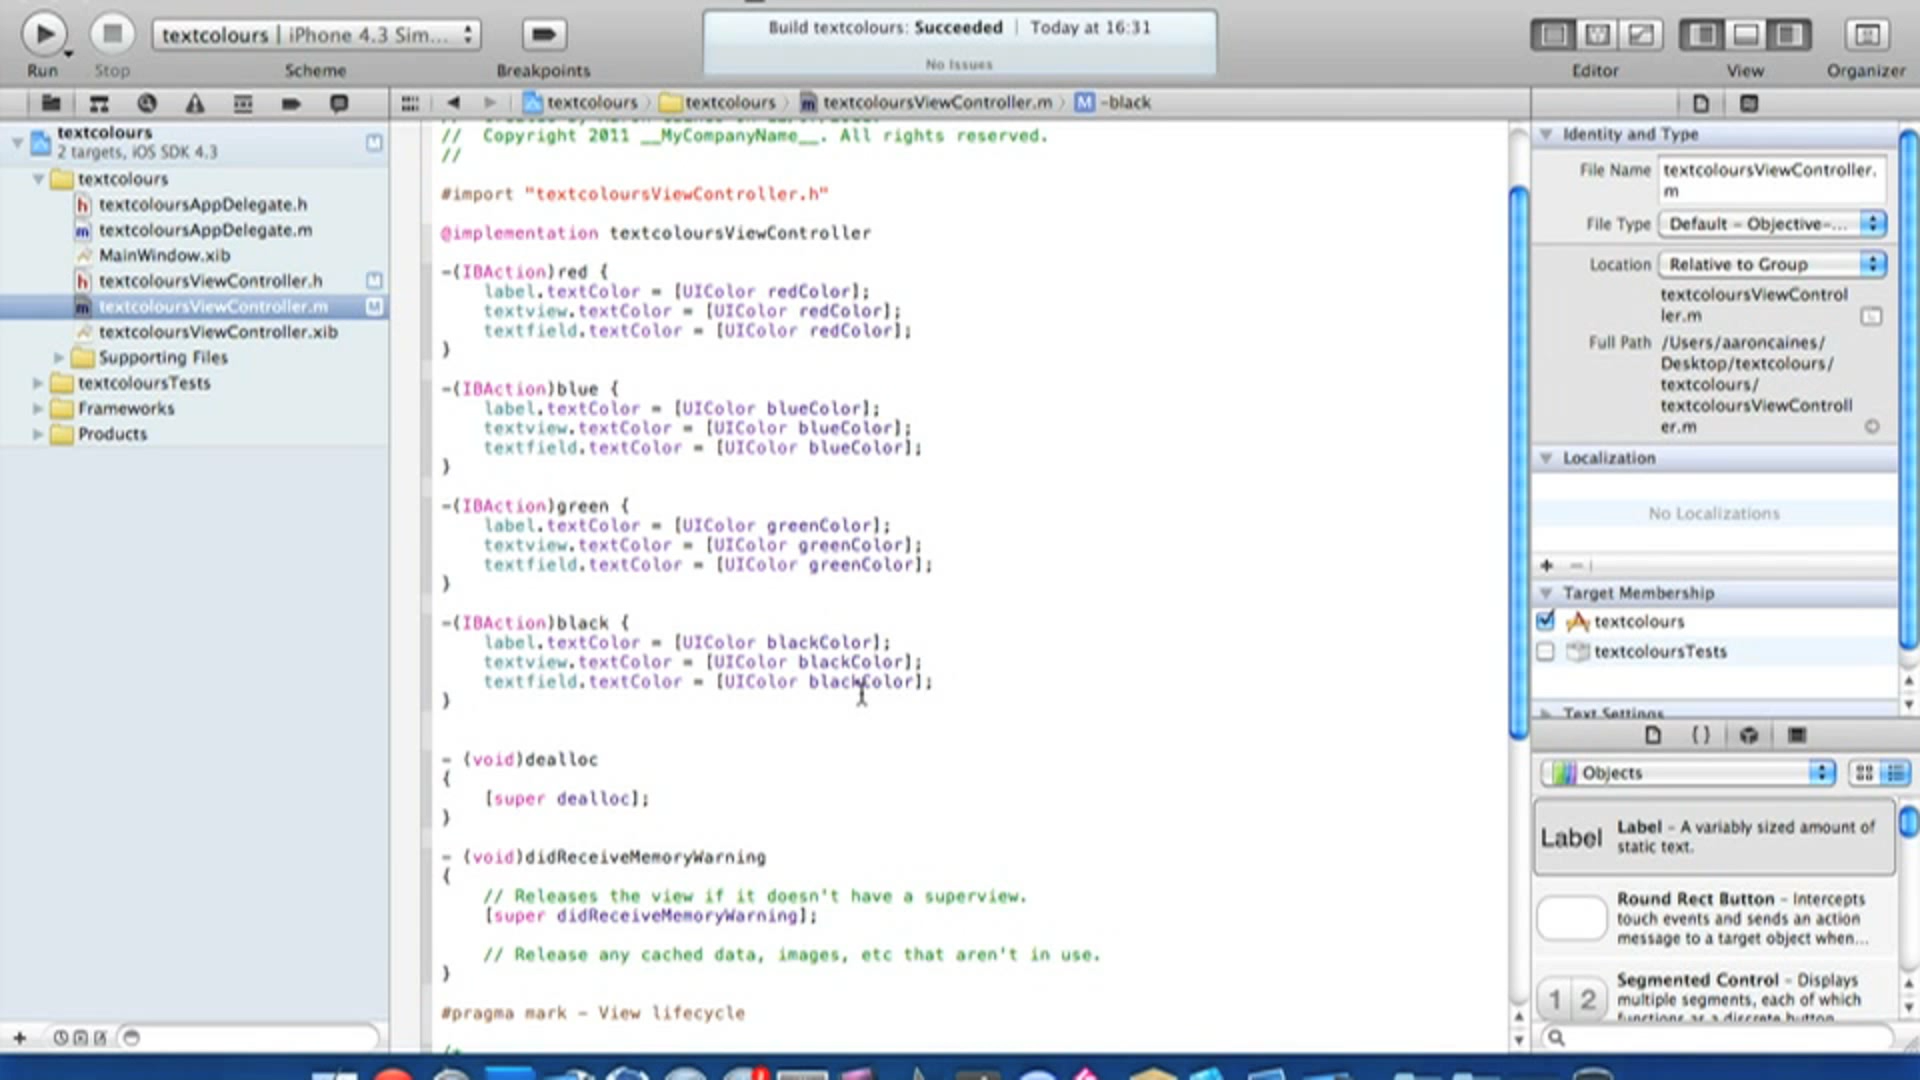 textcolours | iPhone 4.3 Sim...
Build textcolours: Succeeded | Today at 16:31
No Issues
Run
Stop
Scheme
Breakpoints
Editor
View
Organizer
textcolours
textcolours
textcoloursViewController.m
M -black
textcolours
2 targets, iOS SDK 4.3
M
textcolours
h textcoloursAppDelegate.h
m textcoloursAppDelegate.m
MainWindow.xib
h textcoloursViewController.h M
m textcoloursViewController.m M
textcoloursViewController.xib
Supporting Files
textcoloursTests
Frameworks
Products
// Copyright 2011 __MyCompanyName__. All rights reserved.
//
#import "textcoloursViewController.h"
@implementation textcoloursViewController
-(IBAction)red {
label.textColor = [UIColor redColor];
textview.textColor = [UIColor redColor];
textfield.textColor = [UIColor redColor];
}
-(IBAction)blue {
label.textColor = [UIColor blueColor];
textview.textColor = [UIColor blueColor];
textfield.textColor = [UIColor blueColor];
}
-(IBAction)green {
label.textColor = [UIColor greenColor];
textview.textColor = [UIColor greenColor];
textfield.textColor = [UIColor greenColor];
}
-(IBAction)black {
label.textColor = [UIColor blackColor];
textview.textColor = [UIColor blackColor];
textfield.textColor = [UIColor blackColor];
}
- (void)dealloc
{
[super dealloc];
}
- (void)didReceiveMemoryWarning
{
// Releases the view if it doesn't have a superview.
[super didReceiveMemoryWarning];
// Release any cached data, images, etc that aren't in use.
}
#pragma mark - View lifecycle
/*
Identity and Type
File Name textcoloursViewController.
m
File Type Default - Objective-...
Location Relative to Group
textcoloursViewControl
ler.m
Full Path /Users/aaroncaines/
Desktop/textcolours/
textcolours/
textcoloursViewControll
er.m
Localization
No Localizations
Target Membership
textcolours
textcoloursTests
Text Settings
Objects
Label Label - A variably sized amount of
static text.
Round Rect Button - Intercepts
touch events and sends an action
message to a target object when...
1 2 Segmented Control - Displays
multiple segments, each of which
functions as a discrete button